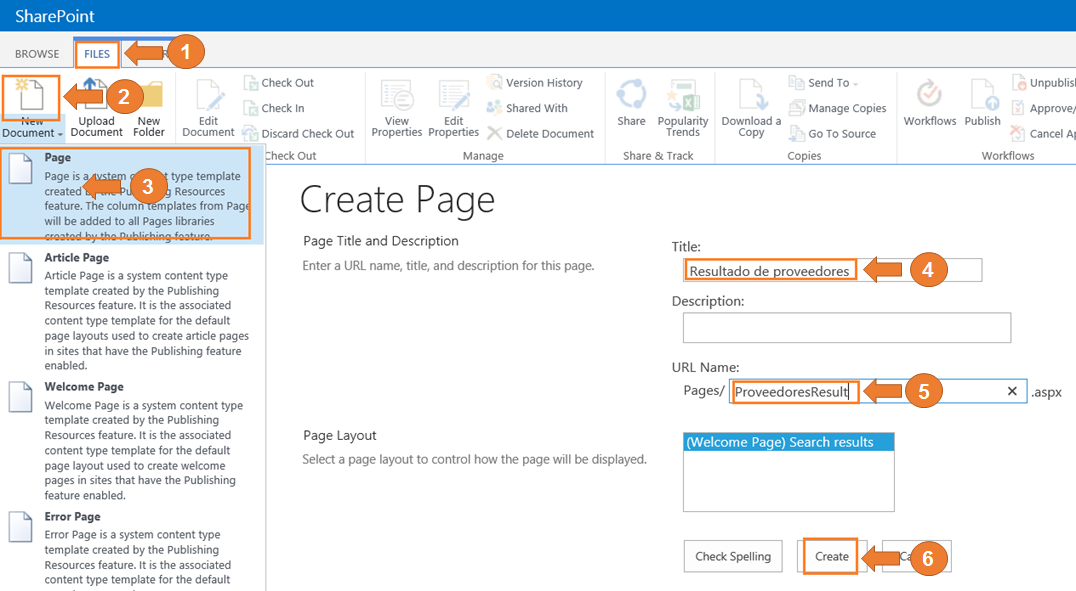 SharePoint
BROWSE
FILES
1
2
New
Document
Upload
Document
New
Folder
Edit
Document
Check Out
Check In
Discard Check Out
Check Out
View
Properties
Edit
Properties
Version History
Shared With
Delete Document
Manage
Share
Popularity
Trends
Share & Track
Download a
Copy
Send To
Manage Copies
Go To Source
Copies
Workflows
Publish
Unpublish
Approve/
Cancel Ap
Workflows
Page
Page is a system content type template
created by the Publishing Resources
feature. The column templates from Page
will be added to all Pages libraries
created by the Publishing feature.
3
Article Page
Article Page is a system content type
template created by the Publishing
Resources feature. It is the associated
content type template for the default
page layouts used to create article pages
in sites that have the Publishing feature
enabled.
Welcome Page
Welcome Page is a system content type
template created by the Publishing
Resources feature. It is the associated
content type template for the default
page layout used to create welcome
pages in sites that have the Publishing
feature enabled.
Error Page
Error Page is a system content type
template created by the Publishing
Resources feature. It is the associated
content type template for the default
Create Page
Page Title and Description
Enter a URL name, title, and description for this page.
Title:
Resultado de proveedores
4
Description:
URL Name:
Pages/ ProveedoresResult .aspx
5
Page Layout
Select a page layout to control how the page will be displayed.
(Welcome Page) Search results
Check Spelling
Create
6